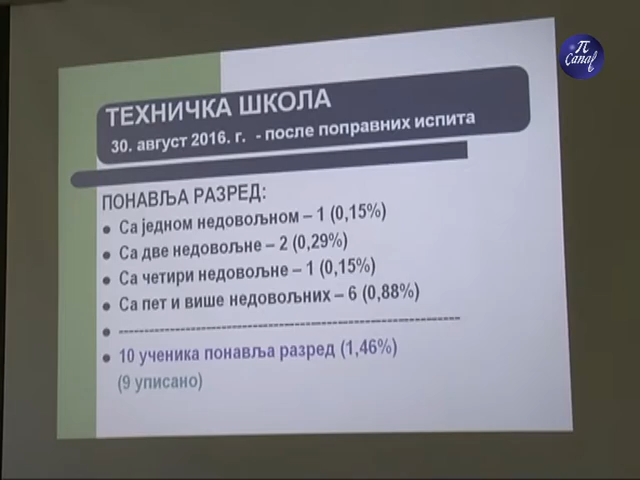 π
Canal
ТЕХНИЧКА ШКОЛА
30. август 2016. г. - после поправних испита
ПОНАВЉА РАЗРЕД:
• Са једном недовољном – 1 (0,15%)
• Са две недовољне – 2 (0,29%)
• Са четири недовољне – 1 (0,15%)
• Са пет и више недовољних – 6 (0,88%)
• ------------------------------------------------------------
• 10 ученика понавља разред (1,46%)
(9 уписано)